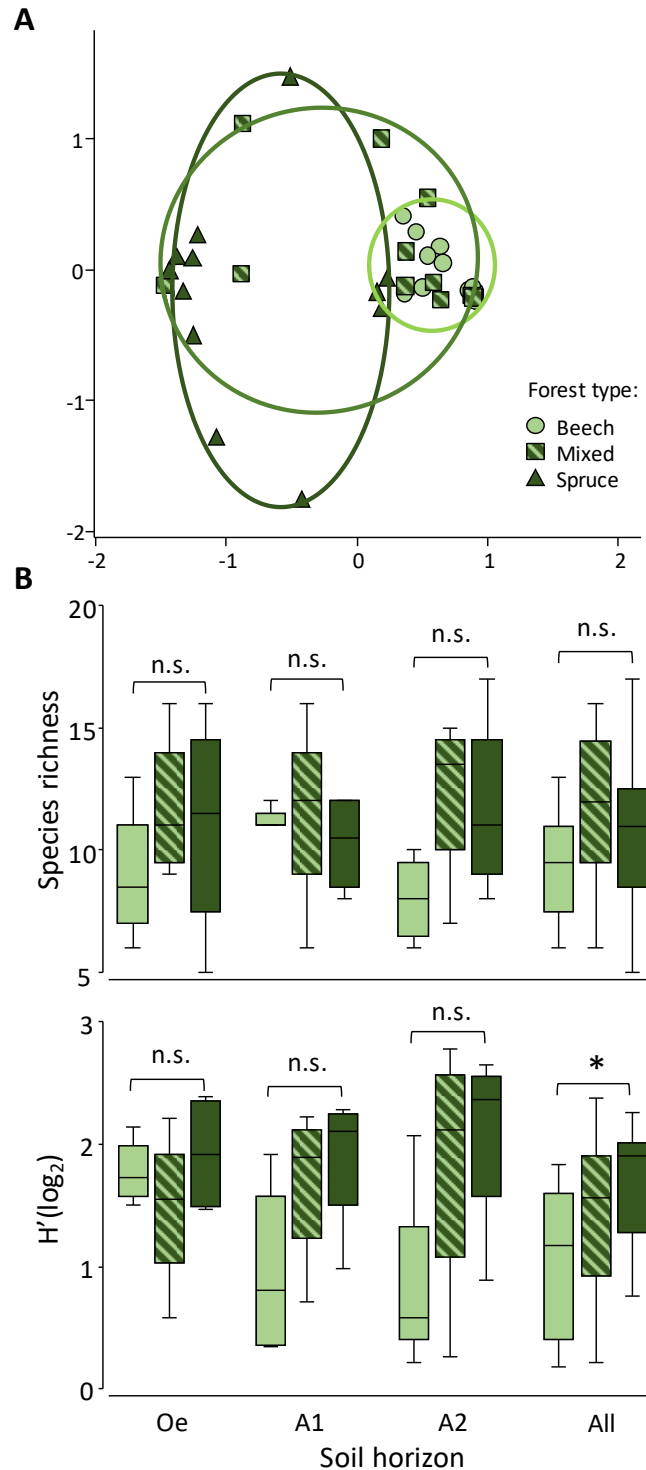 A
1
0
-1
-2
-2 -1 0 1 2
Forest type:
Beech
Mixed
Spruce
B
20
15
10
5
Species richness
n.s. n.s. n.s. n.s.
3
2
1
0
H′(log₂)
n.s. n.s. n.s. *
Oe A1 A2 All
Soil horizon